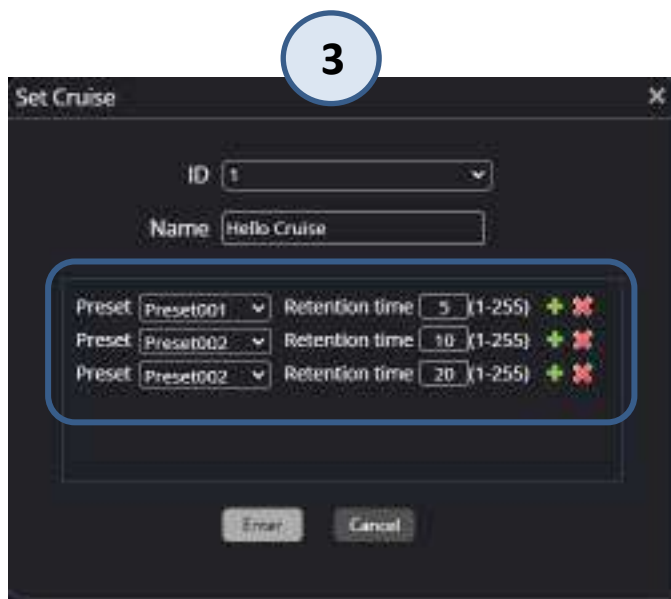 3
Set Cruise
ID 1
Name Hello Cruise
Preset Preset001 Retention time 5 (1-255)
Preset Preset002 Retention time 10 (1-255)
Preset Preset002 Retention time 20 (1-255)
Enter Cancel